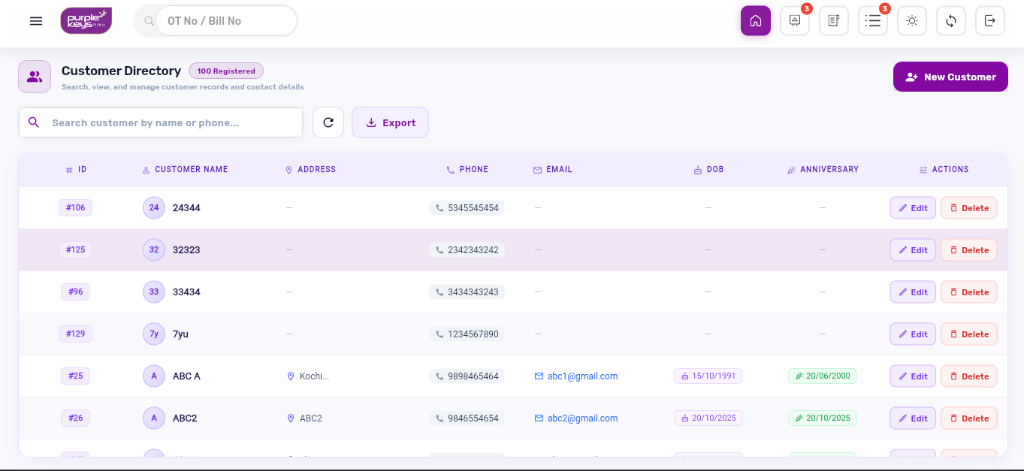 purple keys
OT No / Bill No
3
3
Customer Directory 100 Registered
Search, view, and manage customer records and contact details
New Customer
Search customer by name or phone...
Export
# ID CUSTOMER NAME ADDRESS PHONE EMAIL DOB ANNIVERSARY ACTIONS
#106 24 24344 — 5345545454 — — — Edit Delete
#125 32 32323 — 2342343242 — — — Edit Delete
#96 33 33434 — 3434343243 — — — Edit Delete
#129 7y 7yu — 1234567890 — — — Edit Delete
#25 A ABC A Kochi... 9898465464 abc1@gmail.com 15/10/1991 20/06/2000 Edit Delete
#26 A ABC2 ABC2 9846554654 abc2@gmail.com 20/10/2025 20/10/2025 Edit Delete